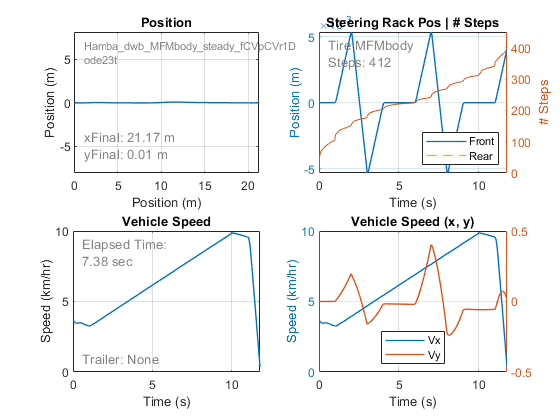 Position
Hamba_dwb_MFMbody_steady_fCVpCVr1D
ode23t
xFinal: 21.17 m
yFinal: 0.01 m
5
0
-5
0
5
10
15
20
Position (m)
Position (m)
Steering Rack Pos | # Steps
Tire MFMbody
Steps: 412
5
0
-5
400
300
200
100
0
0
5
10
Front
Rear
Position (m)
# Steps
Time (s)
Vehicle Speed
Elapsed Time:
7.38 sec
Trailer: None
10
5
0
0
5
10
Speed (km/hr)
Time (s)
Vehicle Speed (x, y)
10
5
0
0.5
0
-0.5
0
5
10
Vx
Vy
Speed (km/hr)
Time (s)